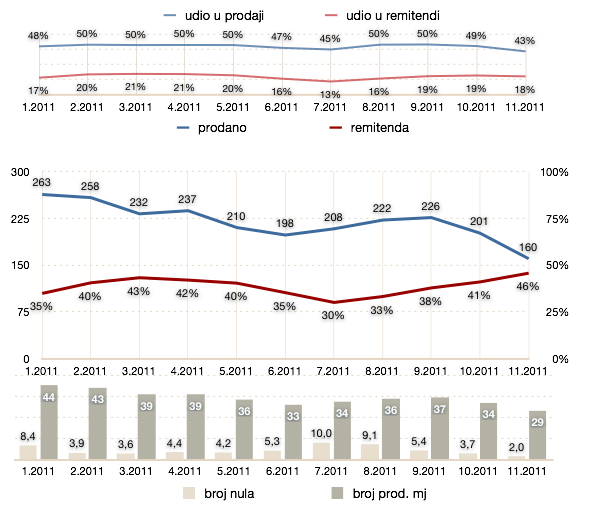 udio u prodaji udio u remitendi
48% 50% 50% 50% 50% 47% 45% 50% 50% 49% 43%
17% 20% 21% 21% 20% 16% 13% 16% 19% 19% 18%
1.2011 2.2011 3.2011 4.2011 5.2011 6.2011 7.2011 8.2011 9.2011 10.2011 11.2011
prodano remitenda
300 100%
263 258 232 237 210 198 208 222 226 201 160
225 75%
150 50%
35% 40% 43% 42% 40% 35% 30% 33% 38% 41% 46%
75 25%
0 0%
1.2011 2.2011 3.2011 4.2011 5.2011 6.2011 7.2011 8.2011 9.2011 10.2011 11.2011
44 43 39 39 36 33 34 36 37 34 29
8,4 3,9 3,6 4,4 4,2 5,3 10,0 9,1 5,4 3,7 2,0
1.2011 2.2011 3.2011 4.2011 5.2011 6.2011 7.2011 8.2011 9.2011 10.2011 11.2011
broj nula broj prod. mj